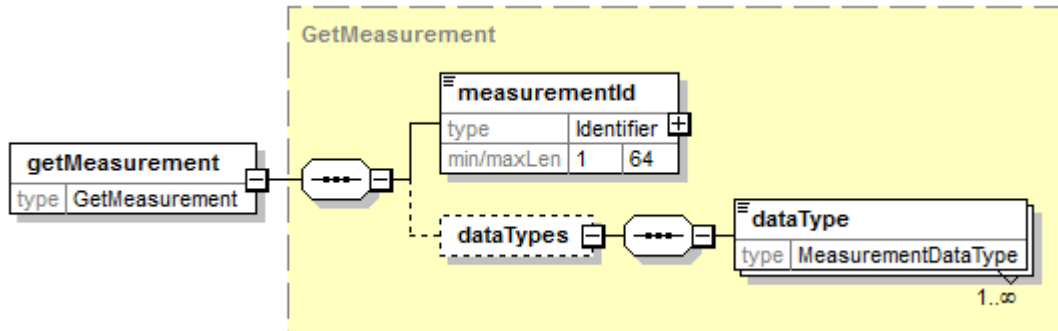 GetMeasurement
measurementId
type Identifier
min/maxLen 1 64
getMeasurement
type GetMeasurement
dataTypes
dataType
type MeasurementDataType
1..∞